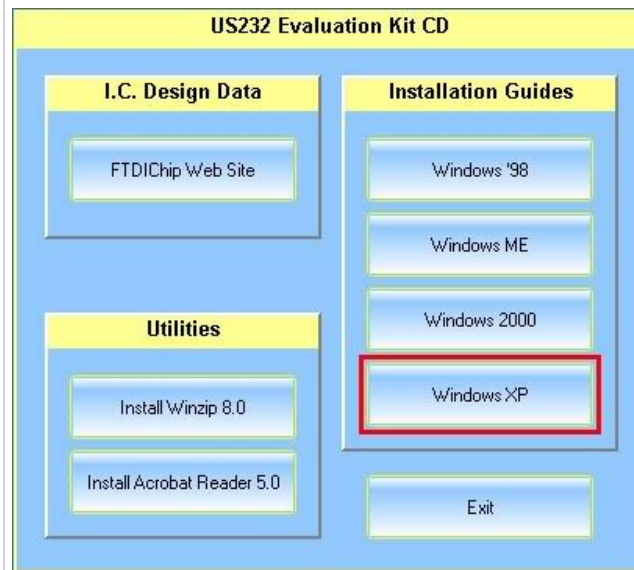 US232 Evaluation Kit CD
I.C. Design Data
FTDIChip Web Site
Utilities
Install Winzip 8.0
Install Acrobat Reader 5.0
Installation Guides
Windows '98
Windows ME
Windows 2000
Windows XP
Exit